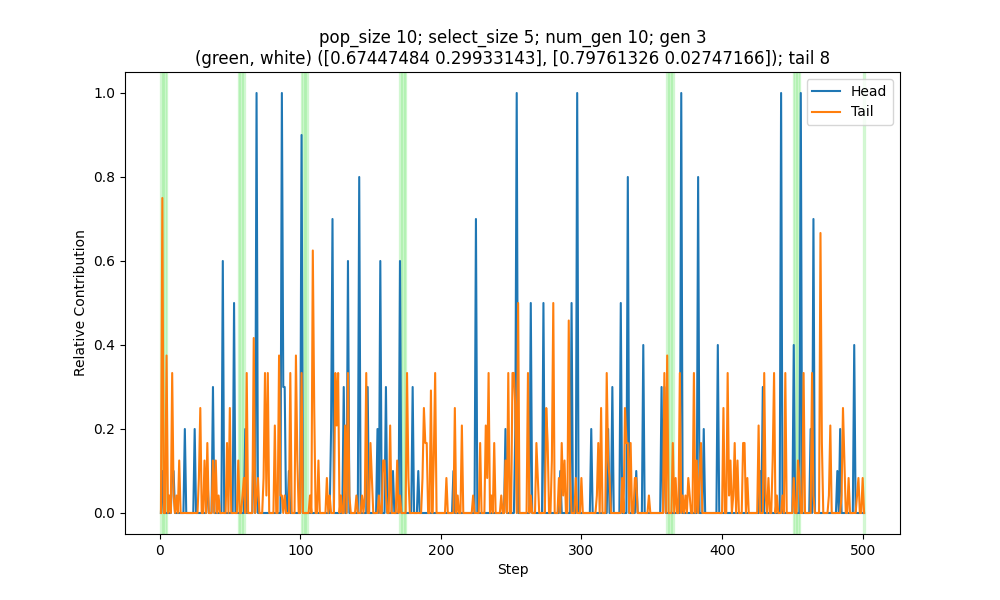 pop_size 10; select_size 5; num_gen 10; gen 3
(green, white) ([0.67447484 0.29933143], [0.79761326 0.02747166]); tail 8
Head
Tail
1.0
0.8
0.6
0.4
0.2
0.0
Relative Contribution
0 100 200 300 400 500
Step